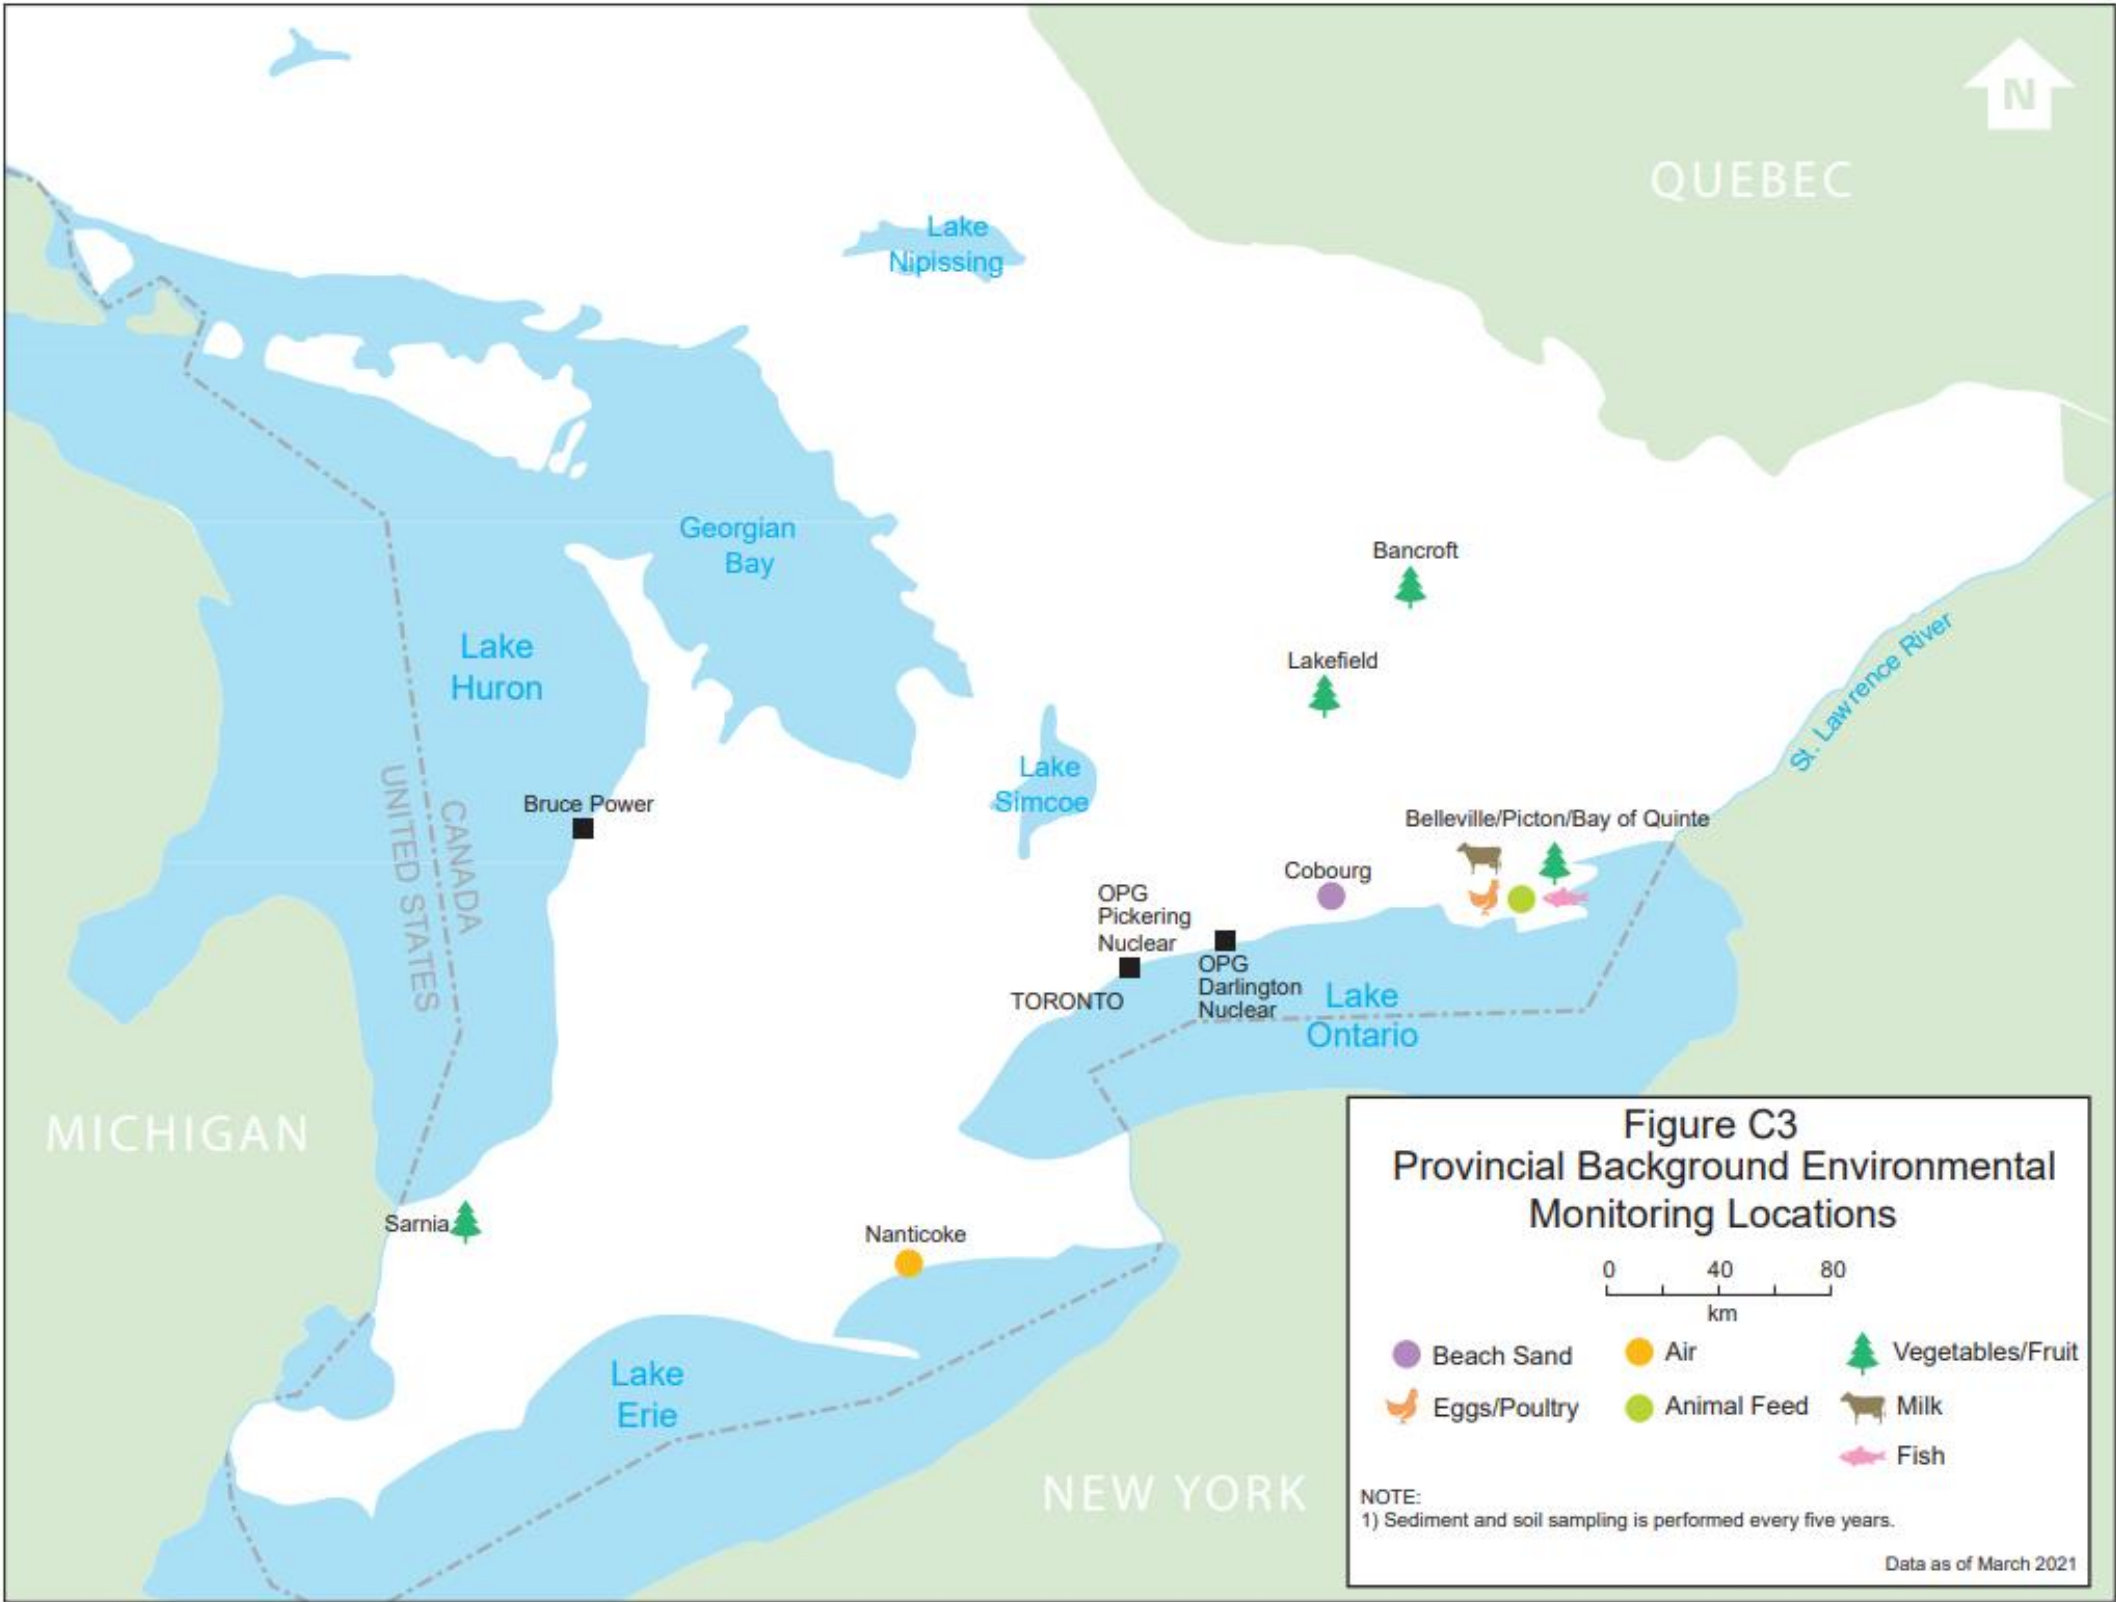 N
QUEBEC
Lake
Nipissing
Georgian
Bay
Bancroft
Lake
Huron
Lakefield
St. Lawrence River
Lake
Simcoe
UNITED STATES
CANADA
Bruce Power
Belleville/Picton/Bay of Quinte
Cobourg
OPG
Pickering
Nuclear
OPG
Darlington
Nuclear
TORONTO
Lake
Ontario
MICHIGAN
Sarnia
Nanticoke
Lake
Erie
NEW YORK
Figure C3
Provincial Background Environmental
Monitoring Locations
0 40 80
km
Beach Sand Air Vegetables/Fruit
Eggs/Poultry Animal Feed Milk
Fish
NOTE:
1) Sediment and soil sampling is performed every five years.
Data as of March 2021